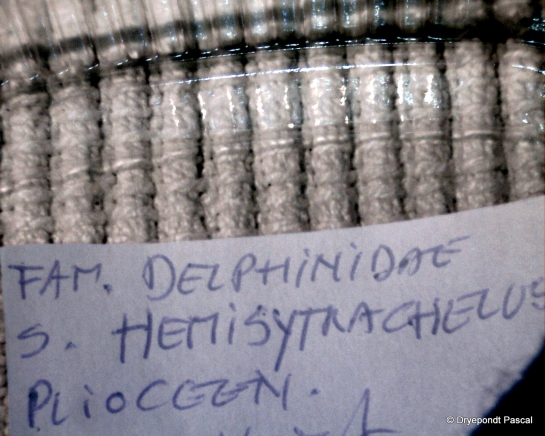 FAM. DELPHINIDAE
S. HEMISYTRACHELUS
PLIOCEEN.
© Dryepondt Pascal